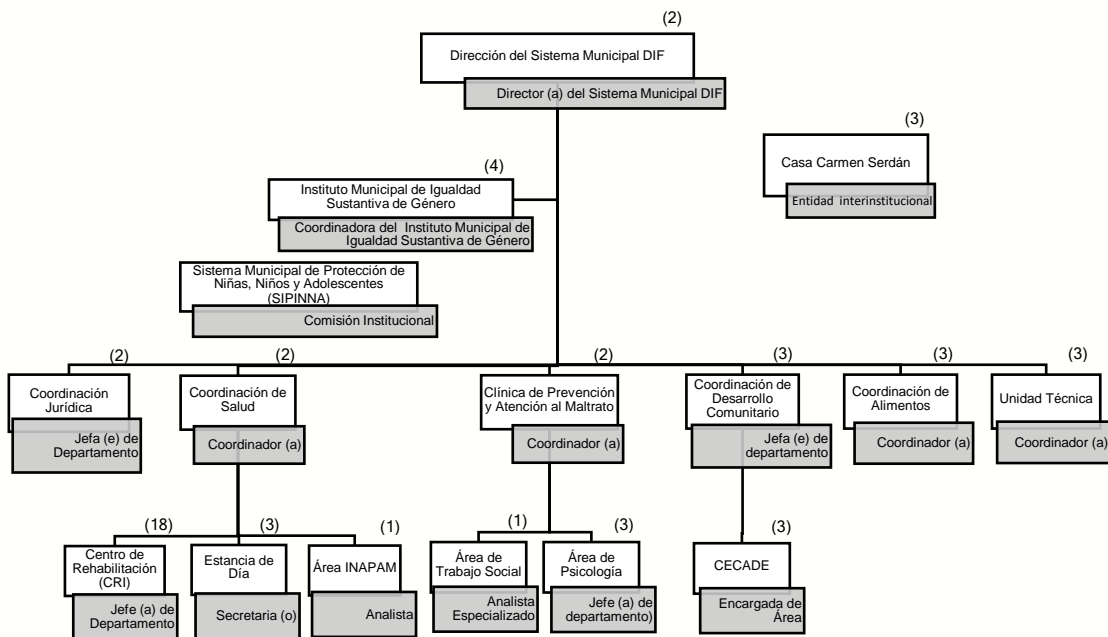 (2)
Dirección del Sistema Municipal DIF
Director (a) del Sistema Municipal DIF
(3)
Casa Carmen Serdán
Entidad interinstitucional
(4)
Instituto Municipal de Igualdad
Sustantiva de Género
Coordinadora del Instituto Municipal de
Igualdad Sustantiva de Género
Sistema Municipal de Protección de
Niñas, Niños y Adolescentes
(SIPINNA)
Comisión Institucional
(2)
Coordinación
Jurídica
Jefa (e) de
Departamento
(2)
Coordinación
de Salud
Coordinador (a)
(2)
Clínica de Prevención
y Atención al Maltrato
Coordinador (a)
(3)
Coordinación de
Desarrollo
Comunitario
Jefa (e) de
departamento
(3)
Coordinación de
Alimentos
Coordinador (a)
(3)
Unidad Técnica
Coordinador (a)
(18)
Centro de
Rehabilitación
(CRI)
Jefe (a) de
Departamento
(3)
Estancia de
Día
Secretaria (o)
(1)
Área INAPAM
Analista
(1)
Área de
Trabajo Social
Analista
Especializado
(3)
Área de
Psicología
Jefe (a) de
departamento)
(3)
CECADE
Encargada de
Área